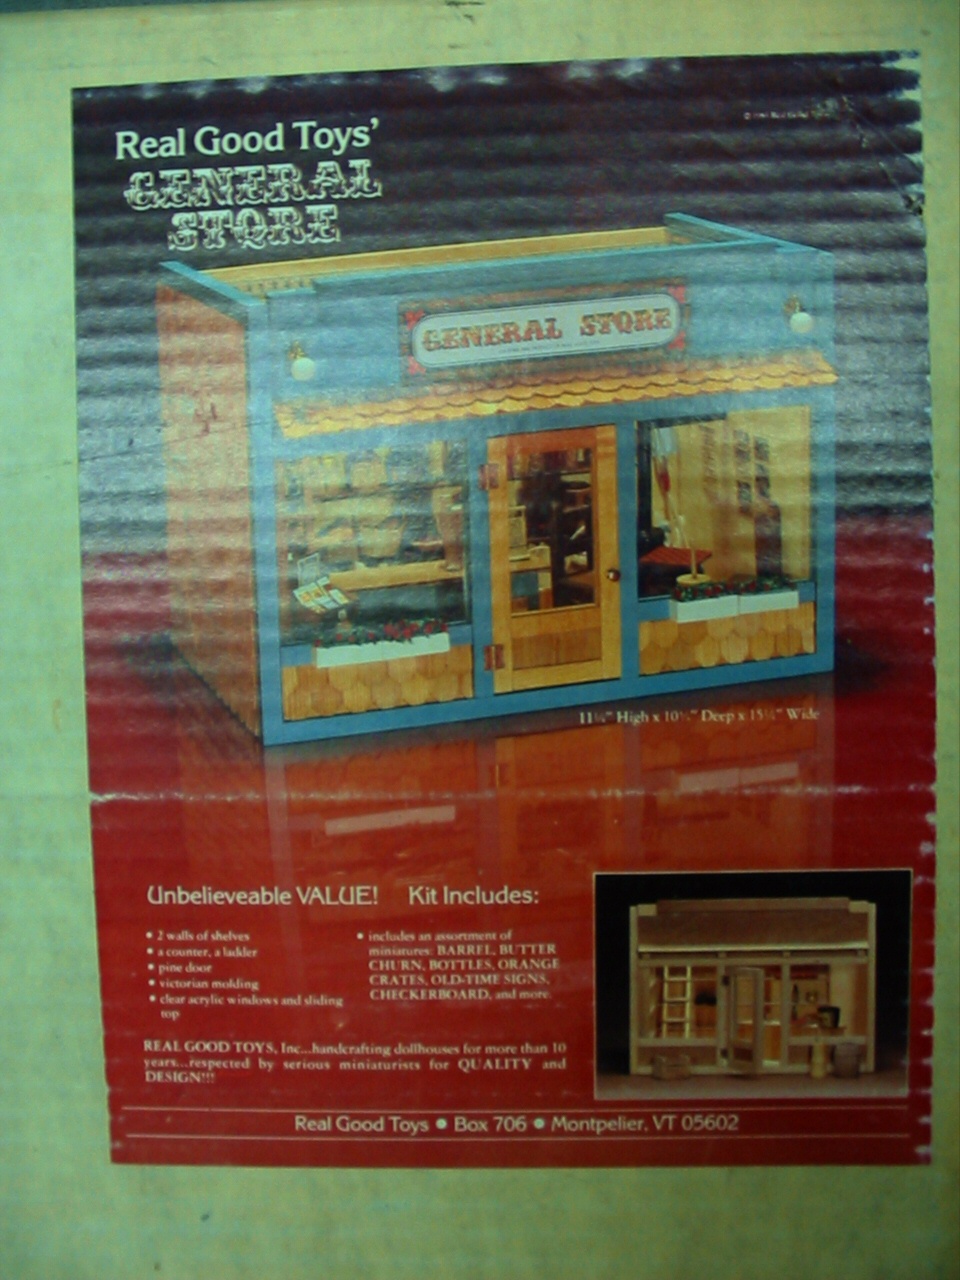 Real Good Toys'
GENERAL
STORE
GENERAL STORE
High x Deep x Wide
Unbelieveable VALUE! Kit Includes:
• 2 walls of shelves
• a counter, a ladder
• pine door
• victorian molding
• clear acrylic windows and sliding
top
• includes an assortment of
miniatures: BARREL, BUTTER
CHURN, BOTTLES, ORANGE
CRATES, OLD-TIME SIGNS,
CHECKERBOARD, and more.
REAL GOOD TOYS, Inc...handcrafting dollhouses for more than 10
years...respected by serious miniaturists for QUALITY and
DESIGN!!!
Real Good Toys • Box 706 • Montpelier, VT 05602